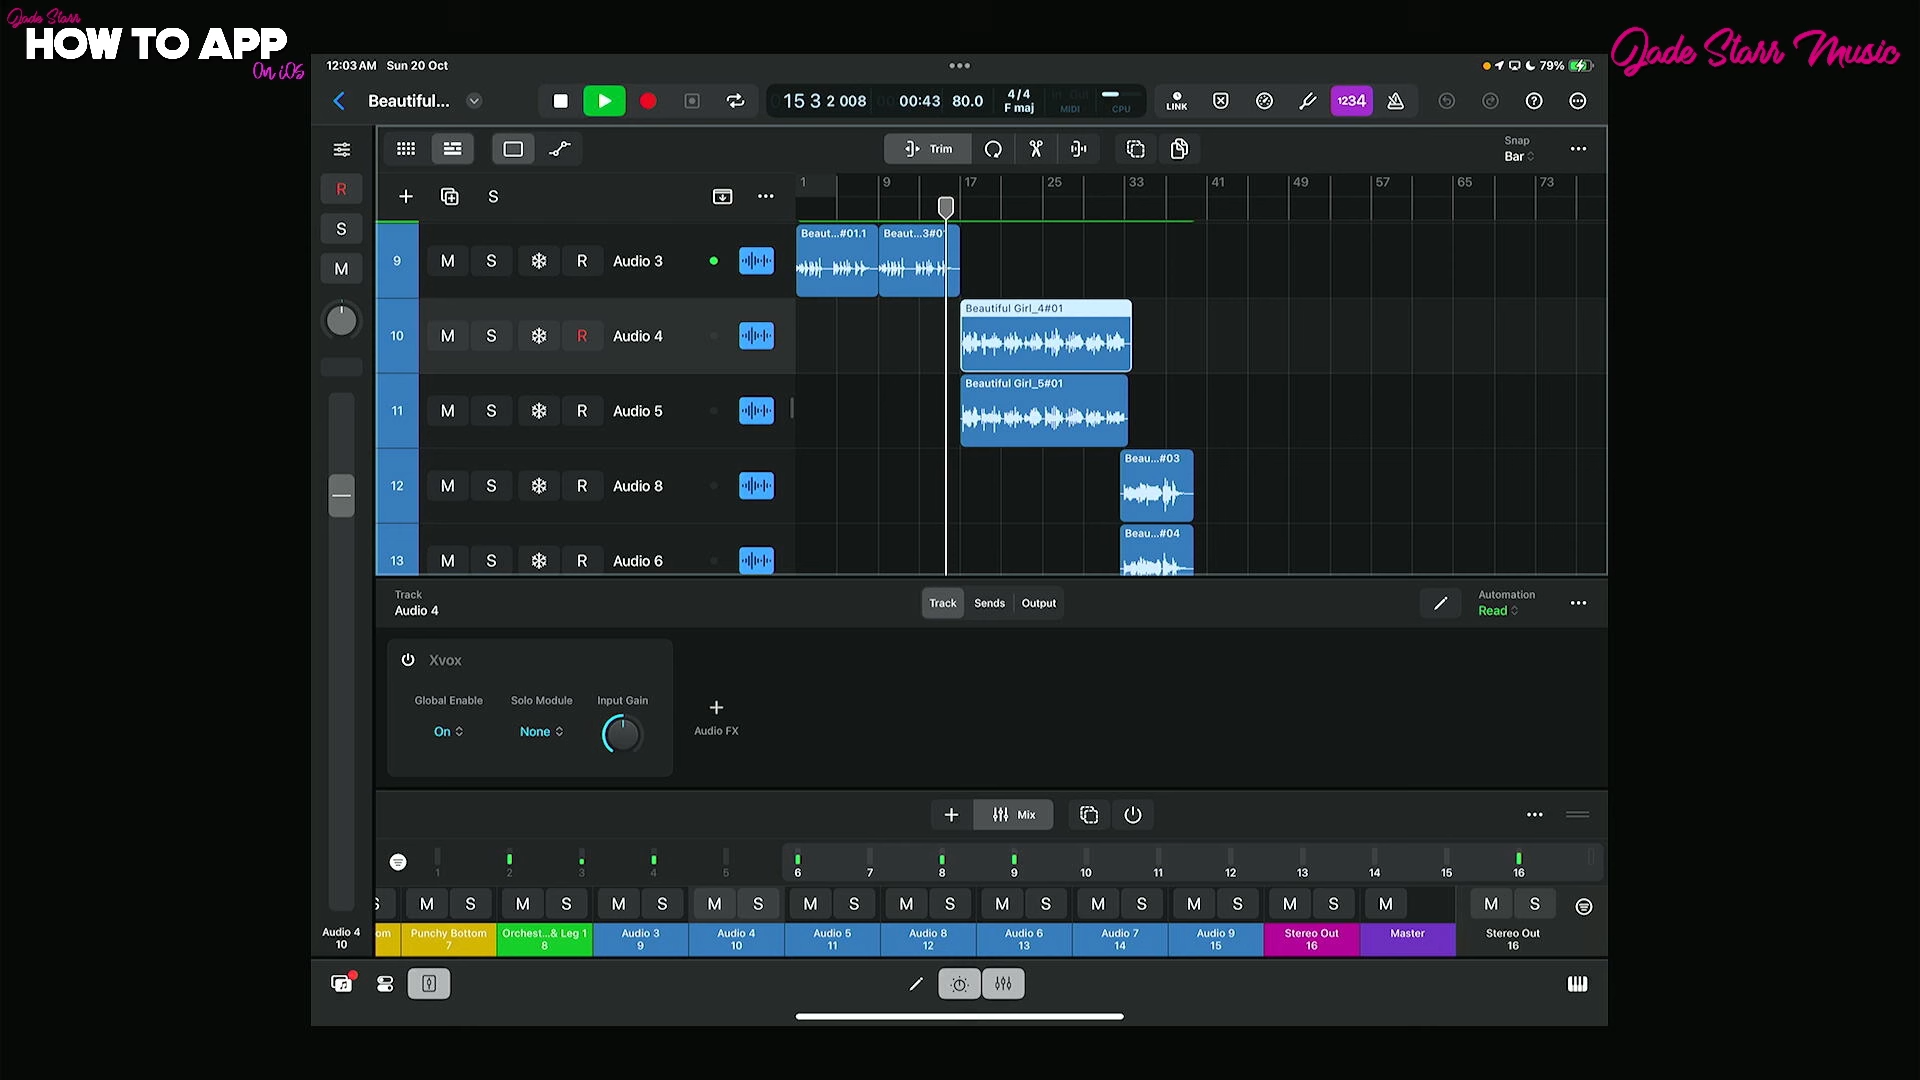 Jade Starr
HOW TO APP
On iOS
Jade Starr Music
12:03 AM Sun 20 Oct
79%
Beautiful...
15 3 2 008
00:43
80.0
4/4
F maj
In Out
MIDI
CPU
LINK
1234
Trim
Snap
Bar
S
1 9 17 25 33 41 49 57 65 73
R
S
M
9 M S R Audio 3
Beaut...#01.1
Beaut...3#0
10 M S R Audio 4
Beautiful Girl_4#01
11 M S R Audio 5
Beautiful Girl_5#01
12 M S R Audio 8
Beau...#03
13 M S R Audio 6
Beau...#04
Track
Audio 4
Track Sends Output
Automation
Read
Xvox
Global Enable Solo Module Input Gain
On None
Audio FX
Mix
1 2 3 4 5 6 7 8 9 10 11 12 13 14 15 16
S M S M S M S M S M S M S M S M S M S M S M M S
om
Punchy Bottom
7
Orchest...& Leg 1
8
Audio 3
9
Audio 4
10
Audio 5
11
Audio 8
12
Audio 6
13
Audio 7
14
Audio 9
15
Stereo Out
16
Master
Stereo Out
16
Audio 4
10